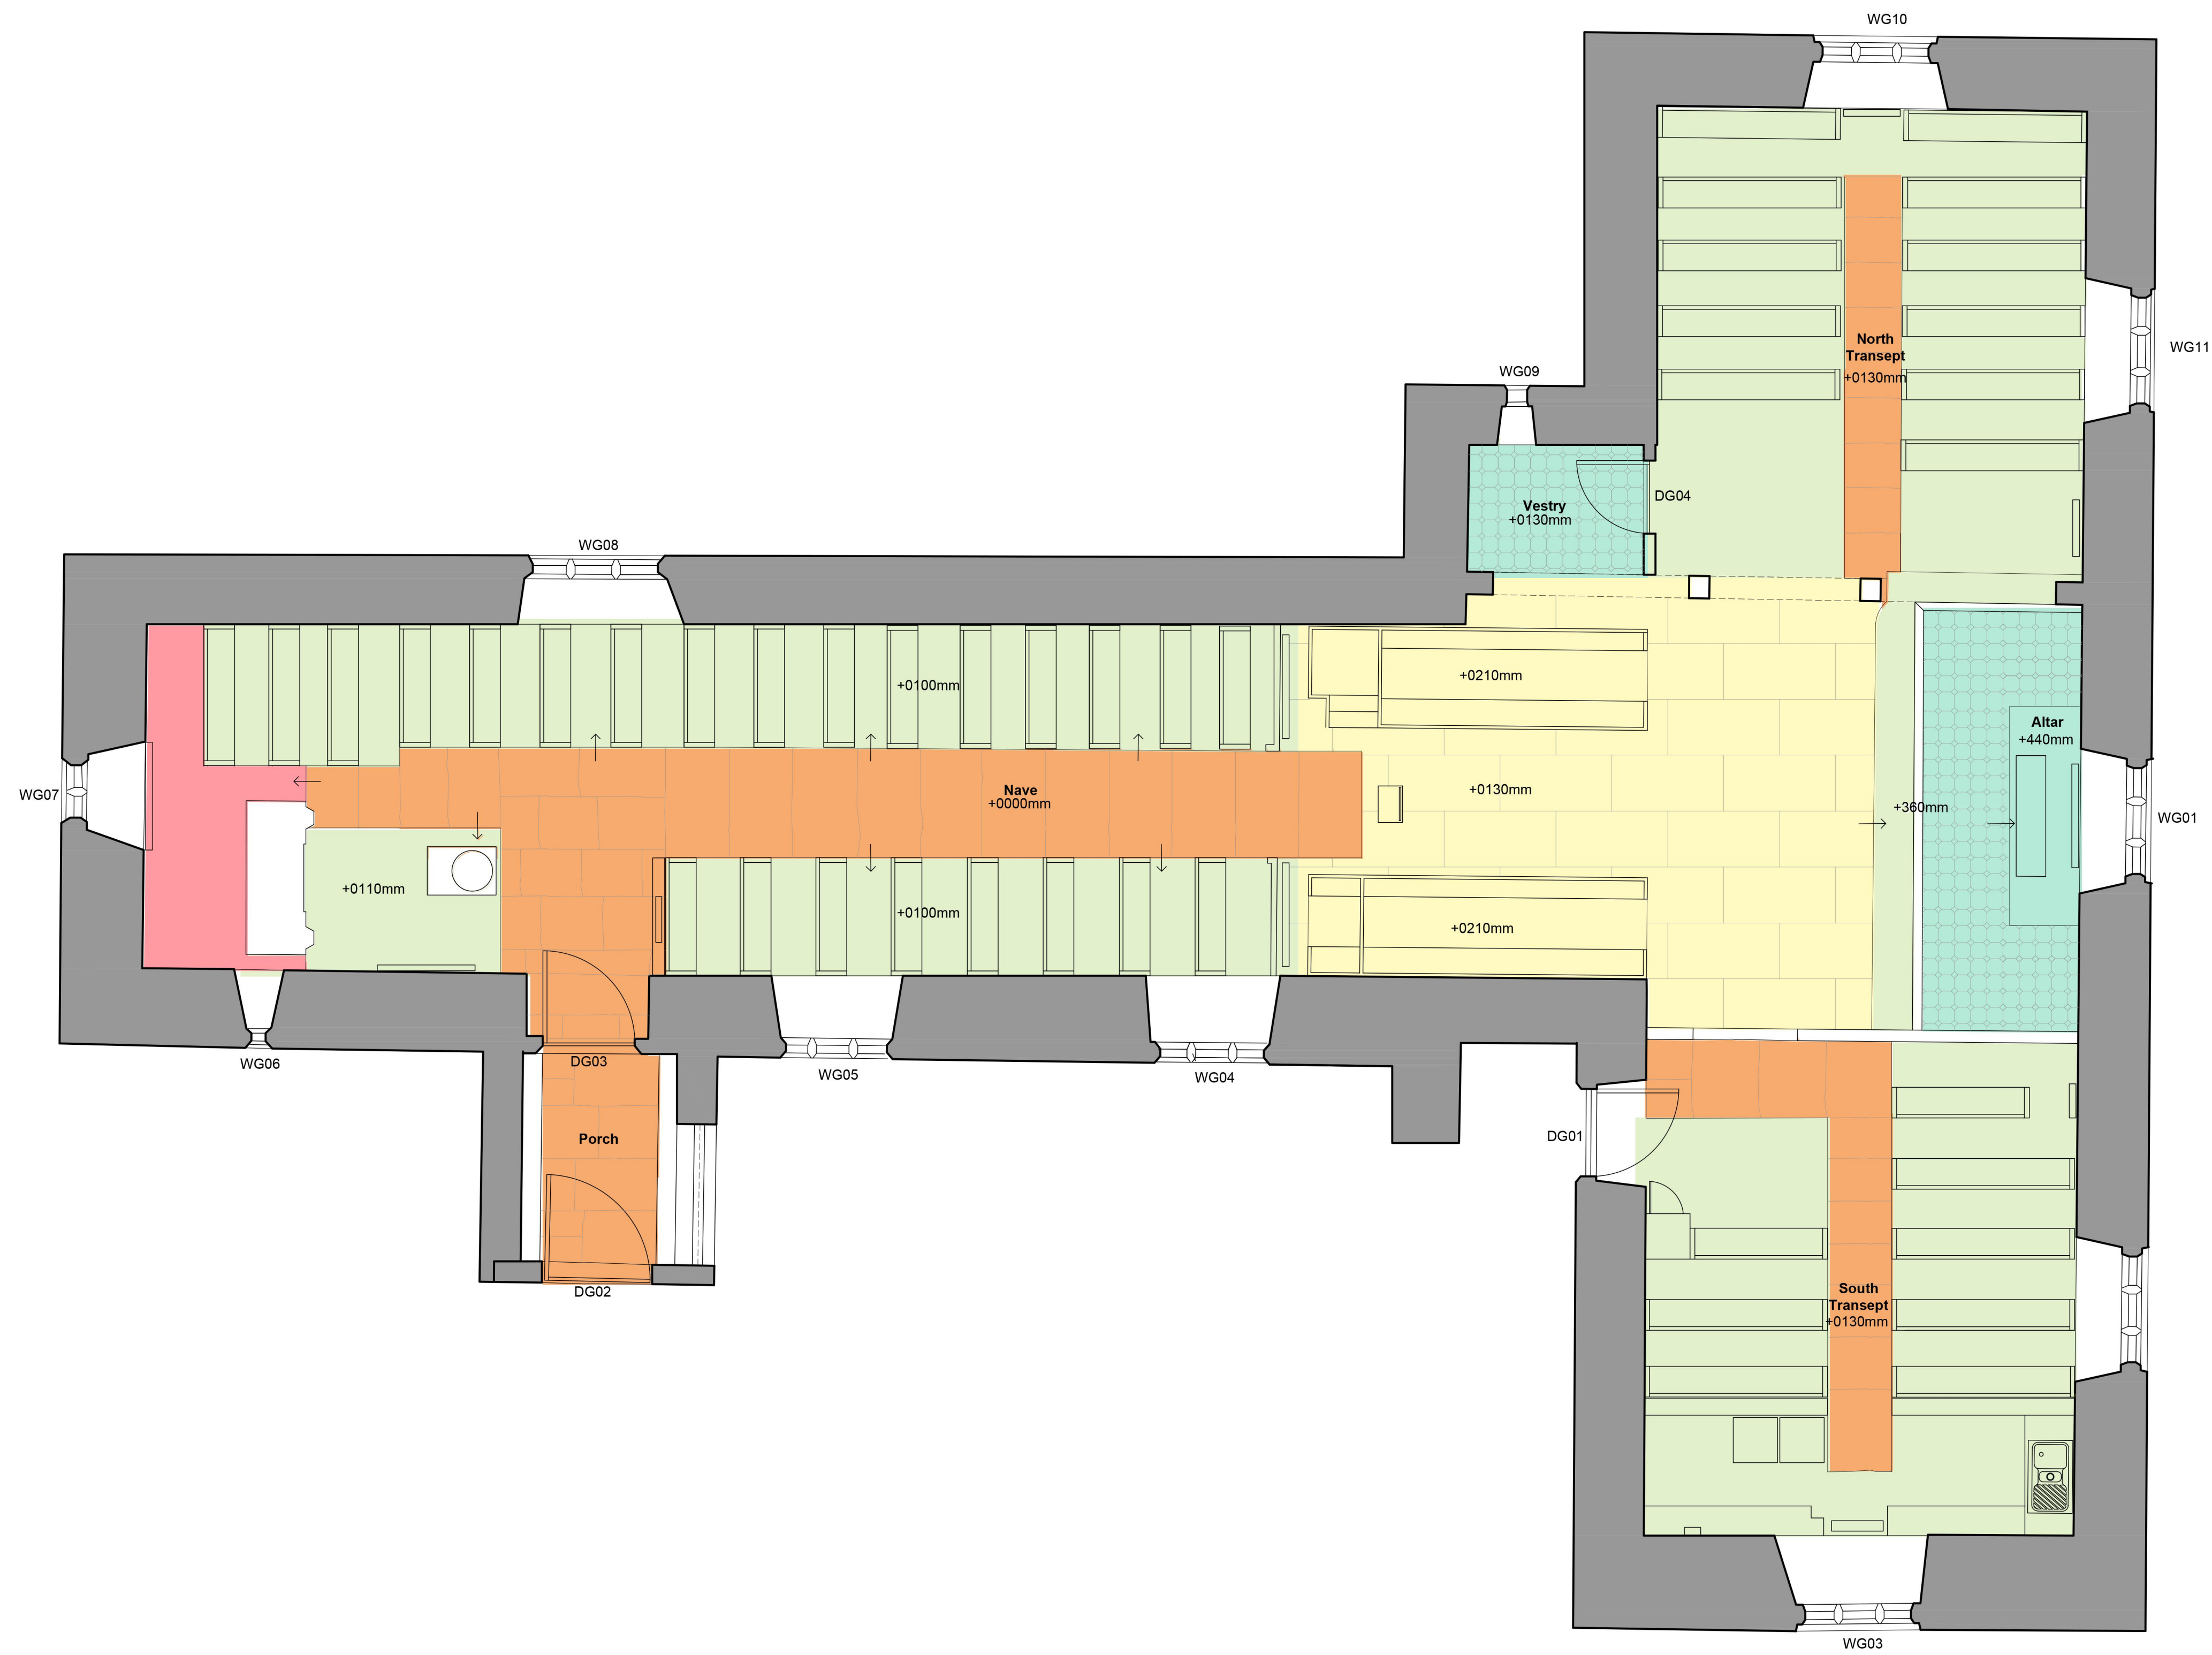 WG10
North
Transept
+0130mm
WG11
WG09
DG04
Vestry
+0130mm
WG08
+0100mm
+0210mm
Altar
+440mm
WG07
Nave
+0000mm
+0130mm
+360mm
WG01
+0110mm
+0100mm
+0210mm
WG06
DG03
WG05
WG04
Porch
DG01
DG02
South
Transept
+0130mm
WG03